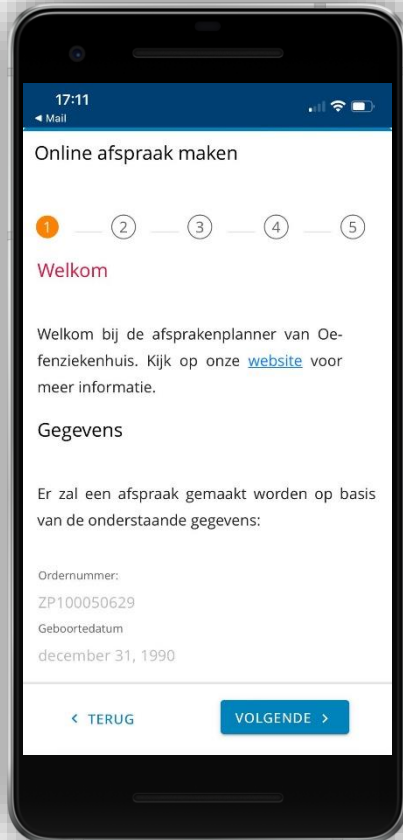 17:11
◀ Mail
Online afspraak maken
1 2 3 4 5
Welkom
Welkom bij de afsprakenplanner van Oe-
fenziekenhuis. Kijk op onze website voor
meer informatie.
Gegevens
Er zal een afspraak gemaakt worden op basis
van de onderstaande gegevens:
Ordernummer:
ZP100050629
Geboortedatum
december 31, 1990
< TERUG
VOLGENDE >